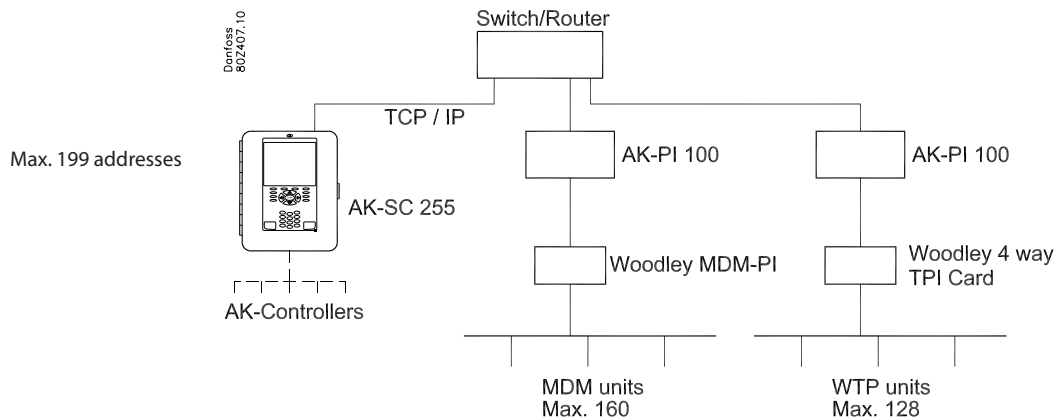 Danfoss
80Z407.10
Switch/Router
TCP / IP
Max. 199 addresses
AK-SC 255
AK-Controllers
AK-PI 100
AK-PI 100
Woodley MDM-PI
Woodley 4 way
TPI Card
MDM units
Max. 160
WTP units
Max. 128